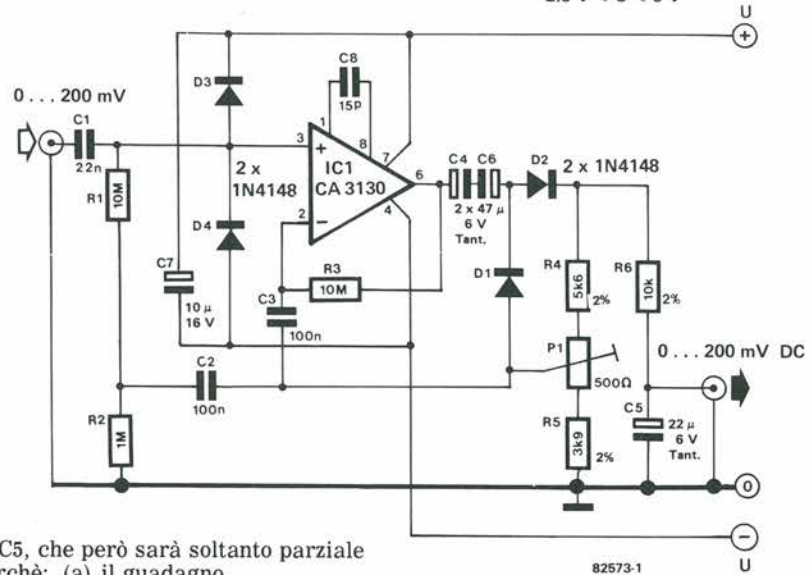 U
+
0 . . . 200 mV
C1
22n
R1
10M
D3
2 x
1N4148
D4
C8
15p
1
8
3
+
7
IC1
CA 3130
6
2
−
4
C4
C6
2 x 47 µ
6 V
Tant.
D2
2 x 1N4148
D1
R3
10M
C3
100n
C7
10 µ
16 V
C2
100n
R2
1M
R4
5k6
2%
R6
10k
2%
P1
500Ω
R5
3k9
2%
0 . . . 200 mV DC
C5
22 µ
6 V
Tant.
0
−
U
82573-1
C5, che però sarà soltanto parziale
rchè: (a) il guadagno